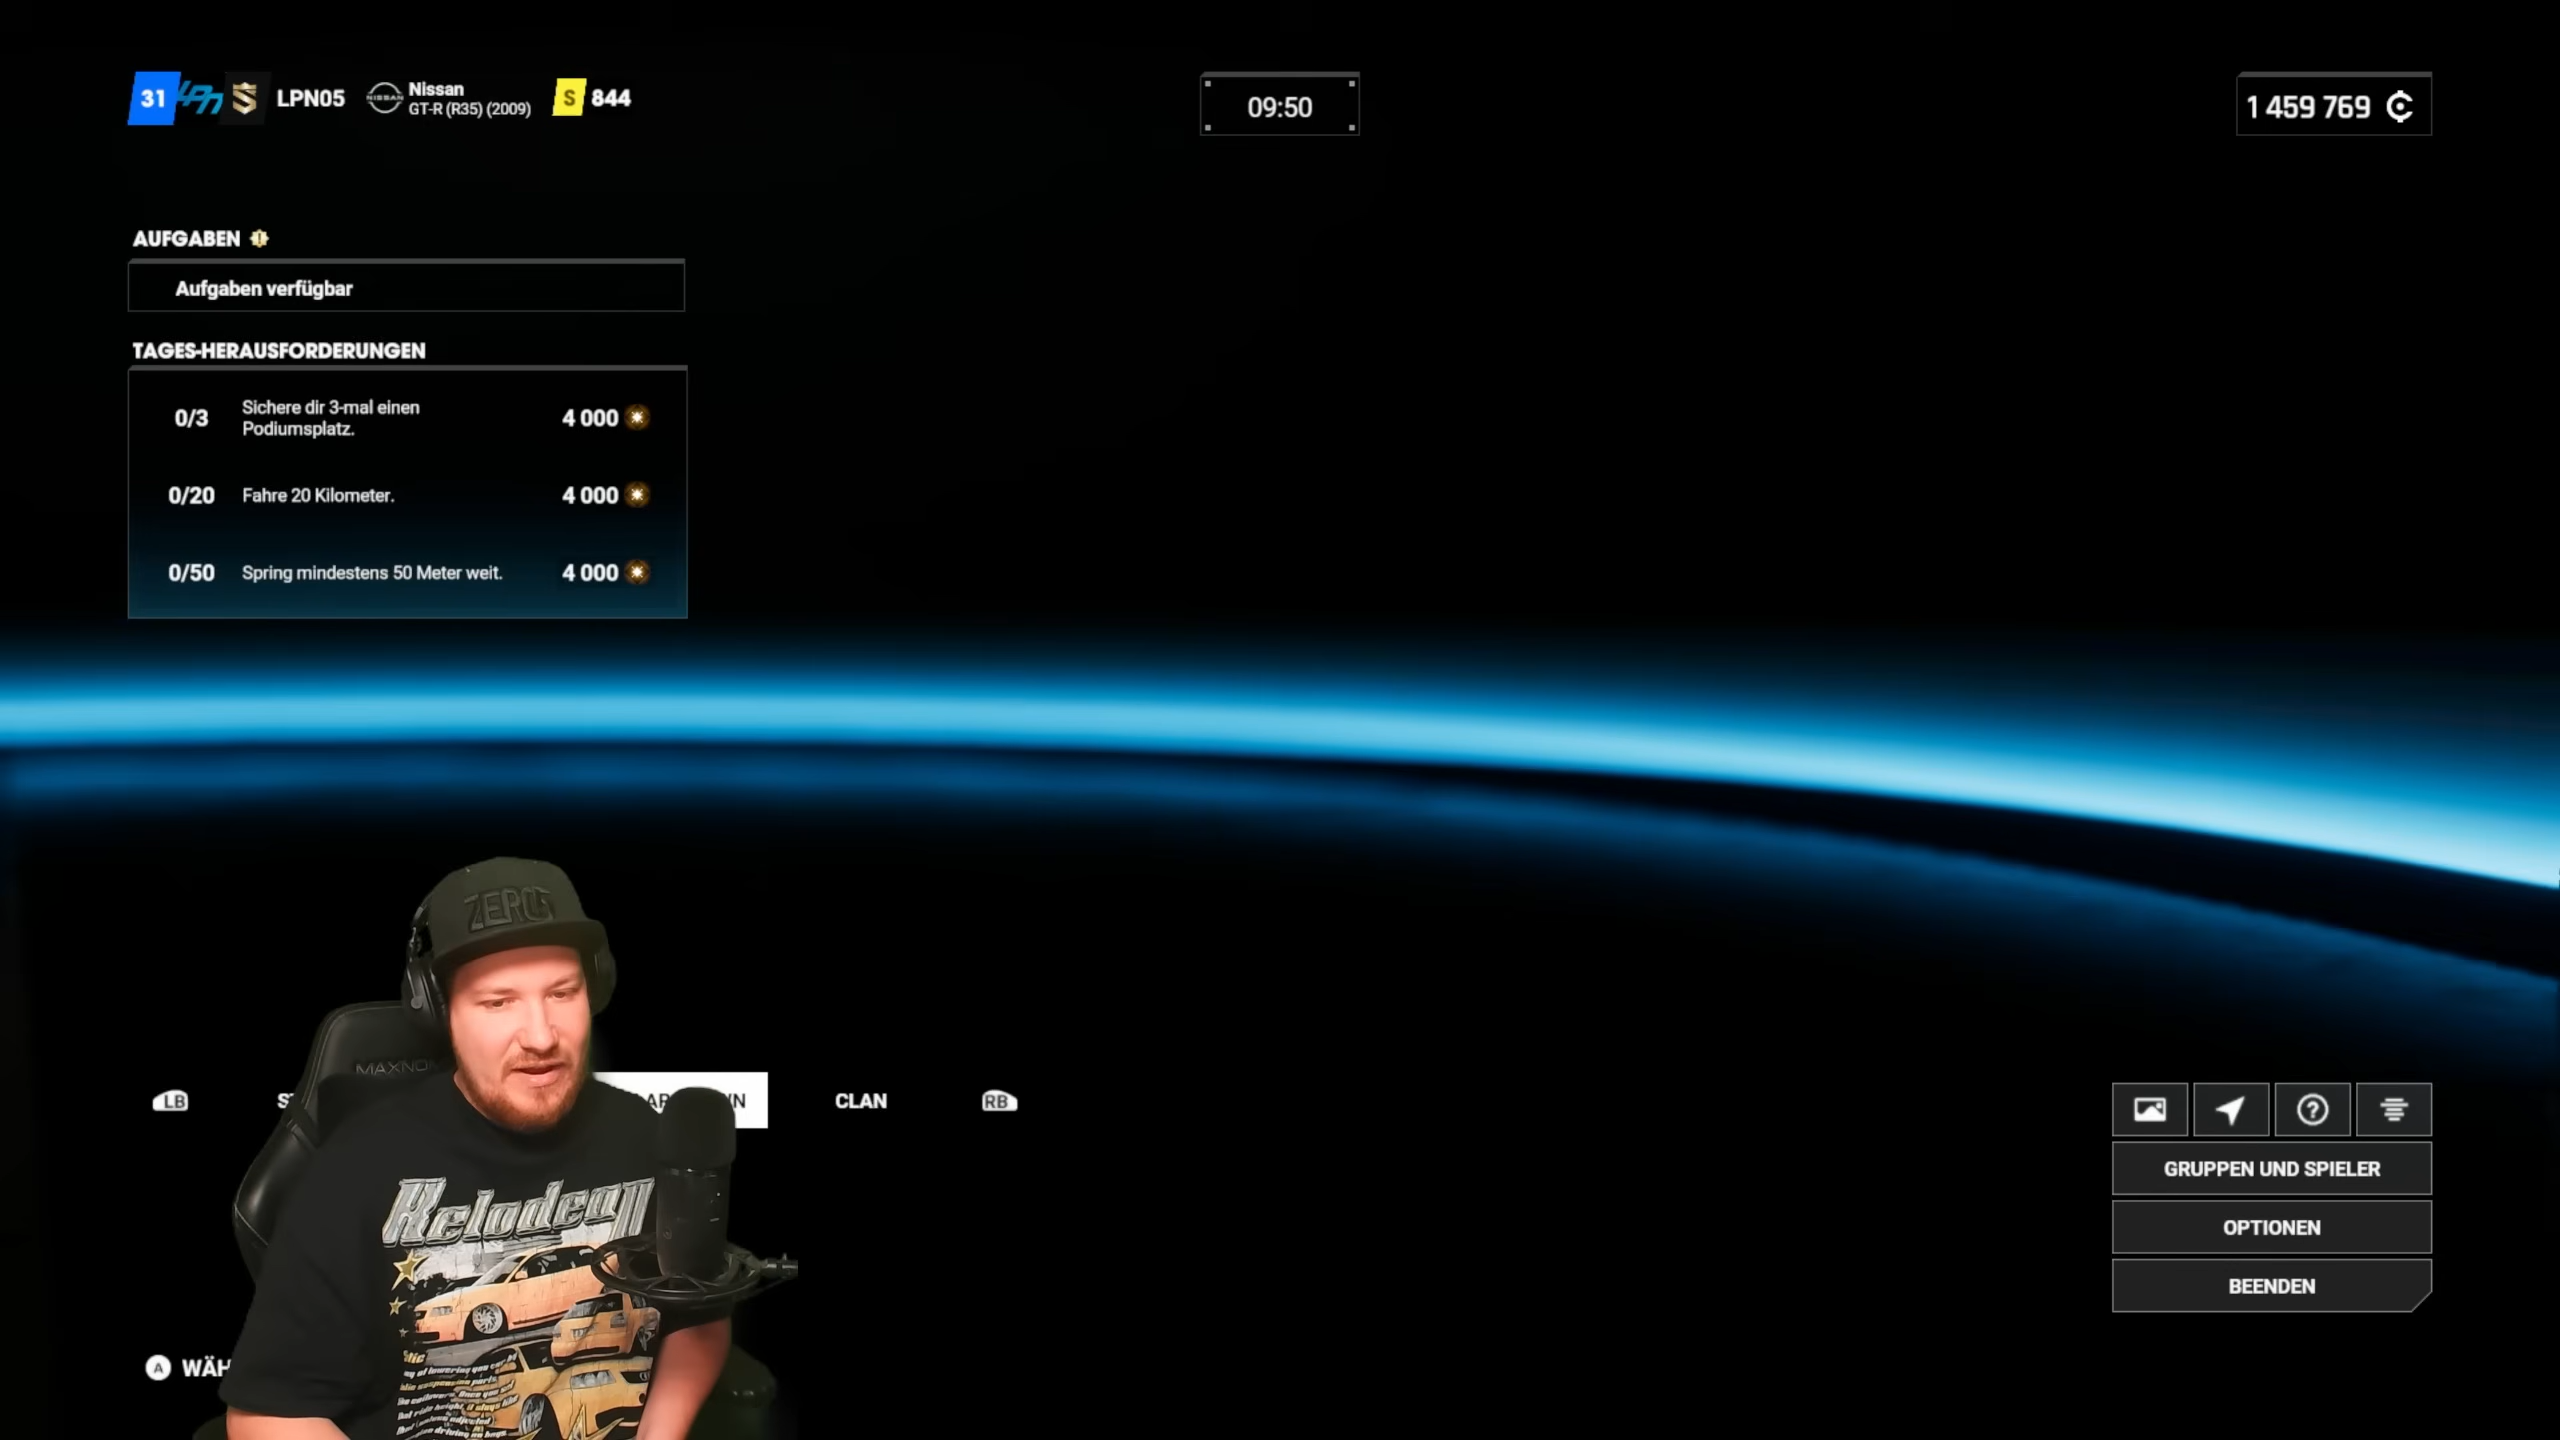 31 LPN LPN05 NISSAN Nissan S 844
GT-R (R35) (2009)
09:50
1 459 769
AUFGABEN
Aufgaben verfügbar
TAGES-HERAUSFORDERUNGEN
0/3 Sichere dir 3-mal einen 4 000
Podiumsplatz.
0/20 Fahre 20 Kilometer. 4 000
0/50 Spring mindestens 50 Meter weit. 4 000
ZERO
LB CLAN RB
GRUPPEN UND SPIELER
OPTIONEN
BEENDEN
A